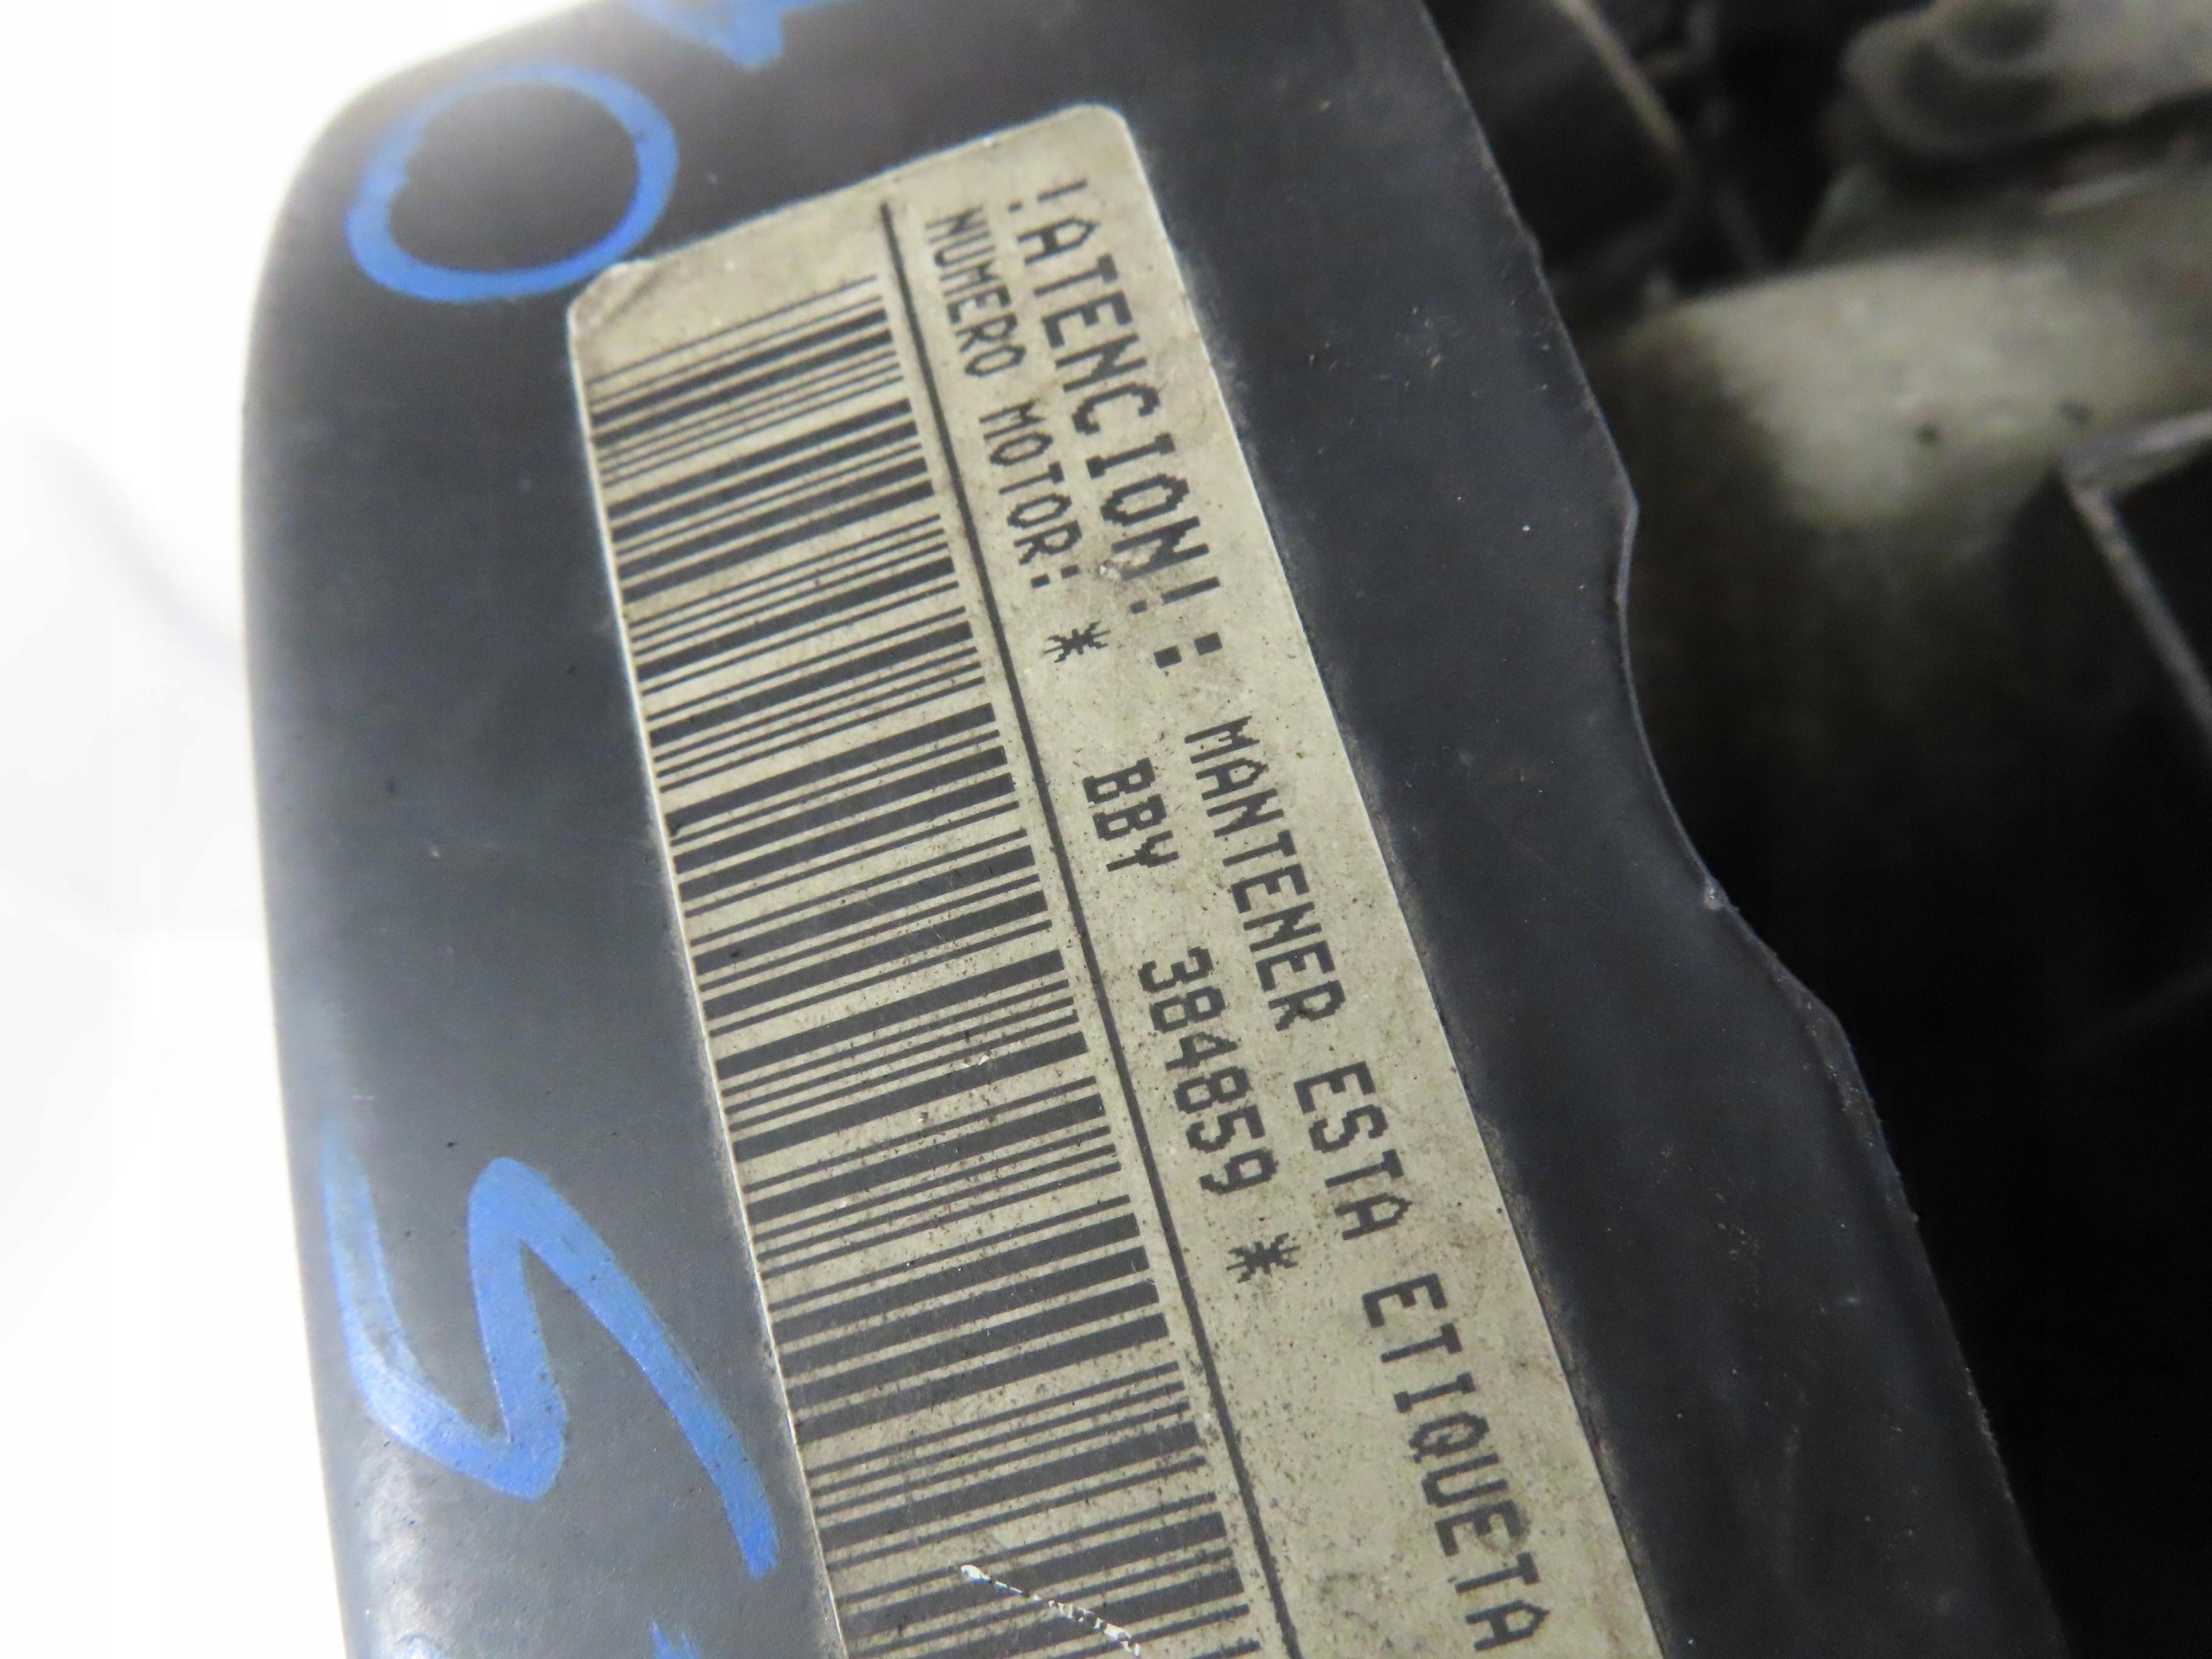 !ATENCION!: MANTENER ESTA ETIQUETA
NUMERO MOTOR: * BBY 384859 *